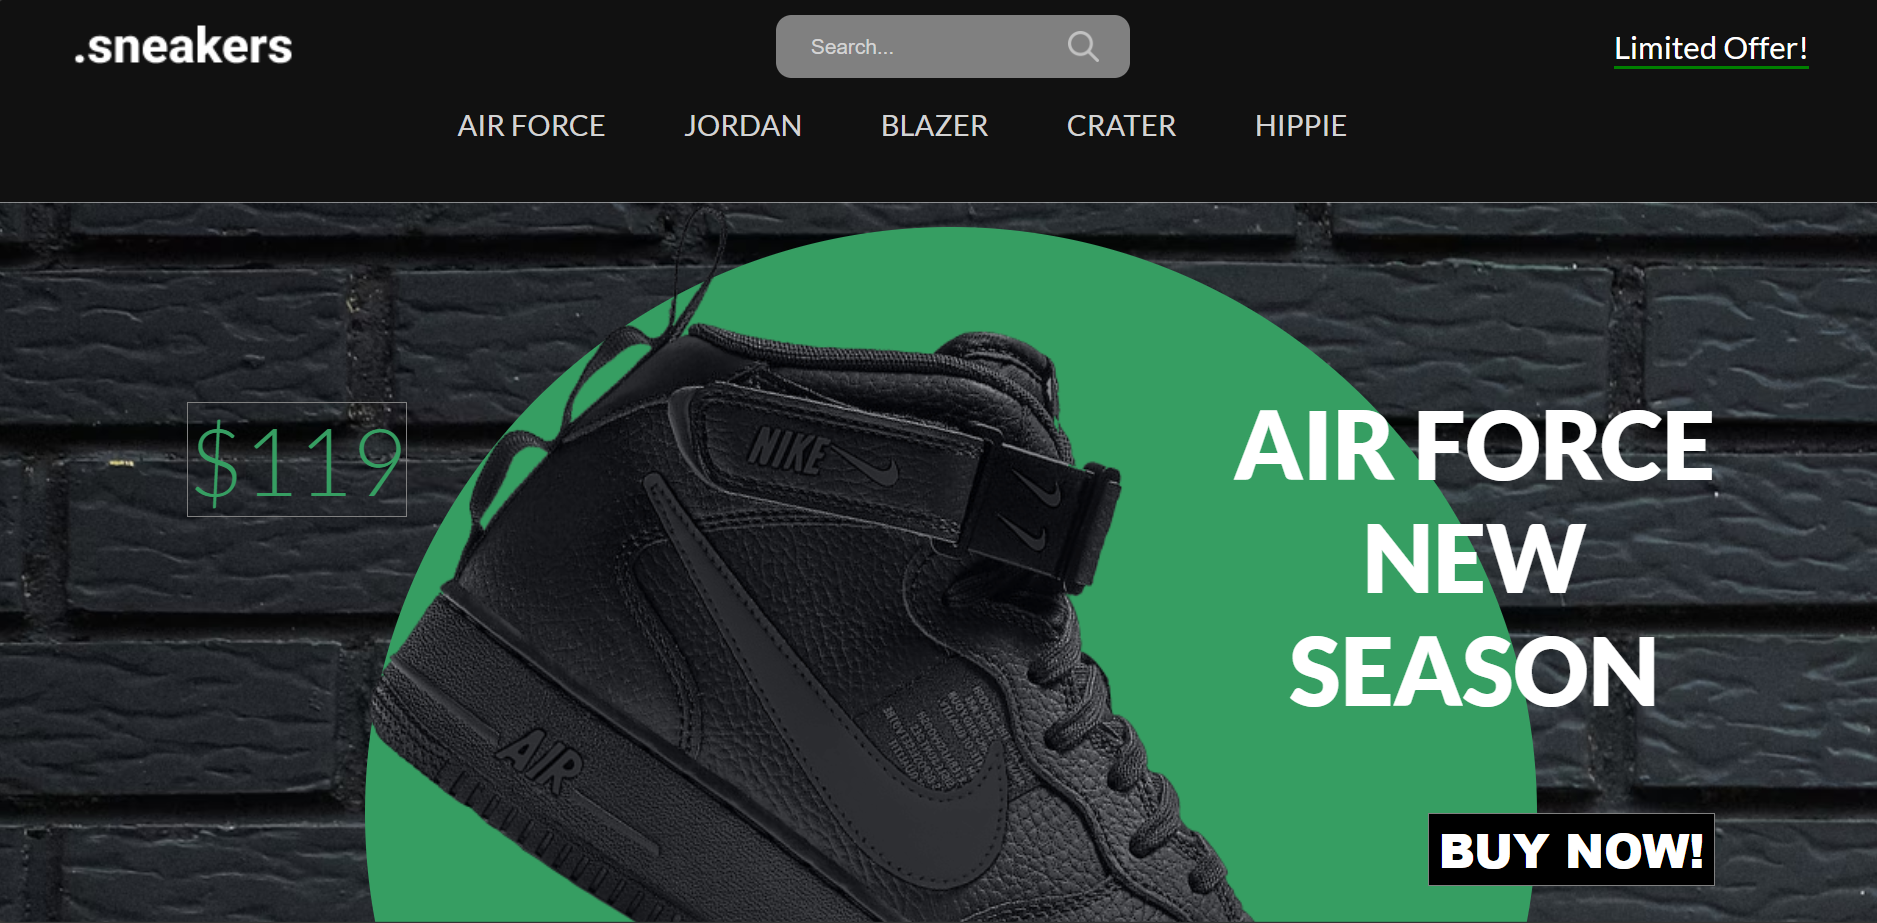 .sneakers
Search...
Limited Offer!
AIR FORCE JORDAN BLAZER CRATER HIPPIE
$119
AIR FORCE
NEW
SEASON
NIKE
AIR
BUY NOW!